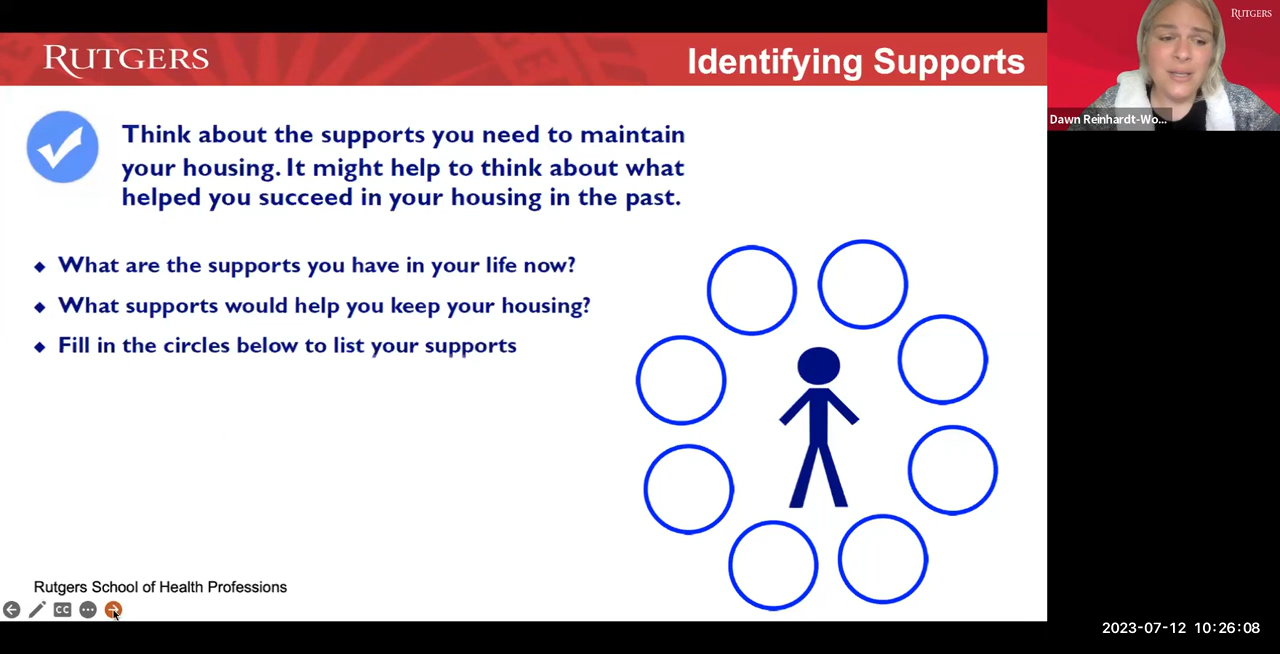 RUTGERS
Identifying Supports
RUTGERS
Dawn Reinhardt-Wo...
Think about the supports you need to maintain
your housing. It might help to think about what
helped you succeed in your housing in the past.
What are the supports you have in your life now?
What supports would help you keep your housing?
Fill in the circles below to list your supports
Rutgers School of Health Professions
CC
2023-07-12 10:26:08